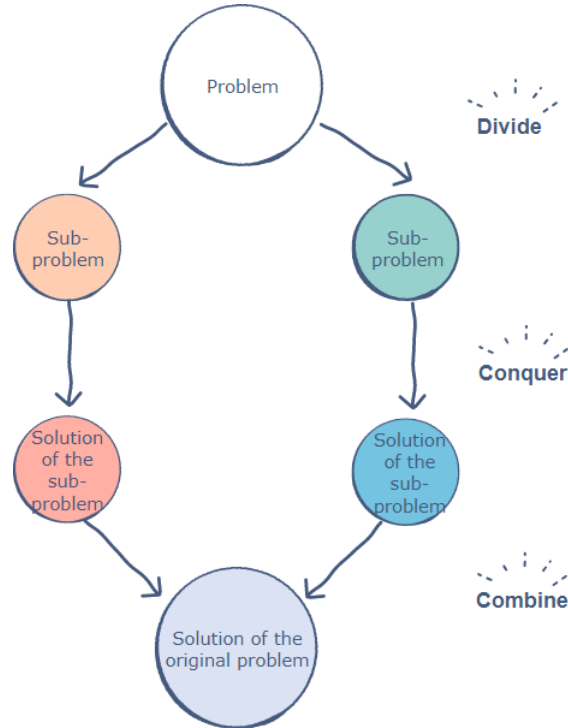 Problem
Divide
Sub-
problem
Sub-
problem
Conquer
Solution
of the
sub-
problem
Solution
of the
sub-
problem
Combine
Solution of the
original problem